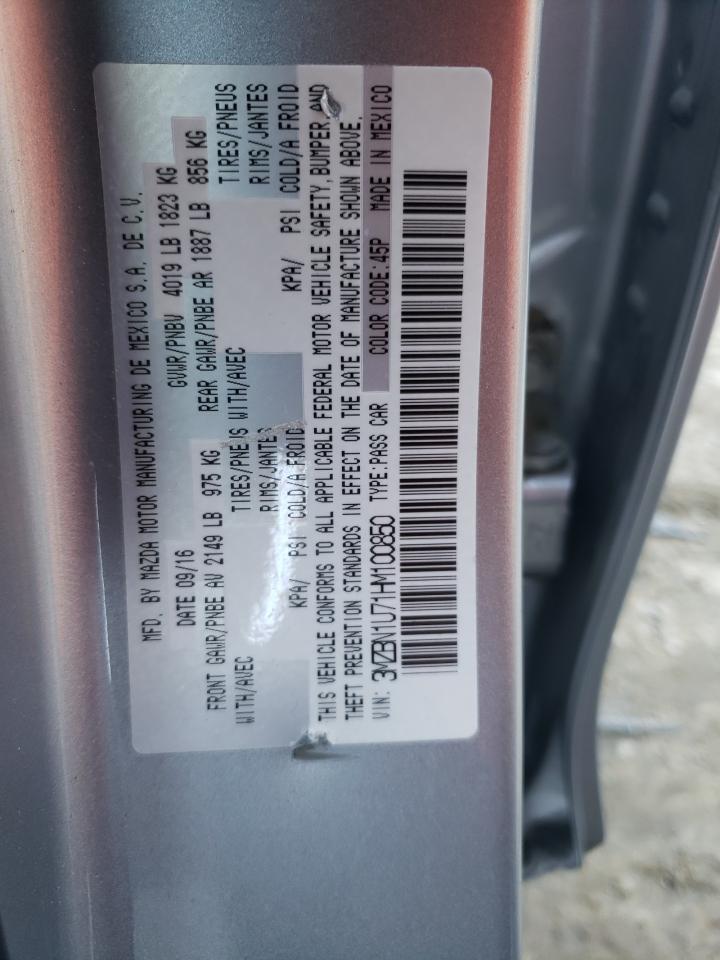 MFD. BY MAZDA MOTOR MANUFACTURING DE MEXICO S.A. DE C.V.
DATE 09/16 GVWR/PNBV 4019 LB 1823 KG
FRONT GAWR/PNBE AV 2149 LB 975 KG REAR GAWR/PNBE AR 1887 LB 856 KG
WITH/AVEC TIRES/PNEUS WITH/AVEC TIRES/PNEUS
RIMS/JANTES RIMS/JANTES
KPA/ PSI COLD/A FROID KPA/ PSI COLD/A FROID
THIS VEHICLE CONFORMS TO ALL APPLICABLE FEDERAL MOTOR VEHICLE SAFETY, BUMPER AND
THEFT PREVENTION STANDARDS IN EFFECT ON THE DATE OF MANUFACTURE SHOWN ABOVE.
VIN: 3MZBN1U71HM100850 TYPE:PASS CAR COLOR CODE:45P MADE IN MEXICO